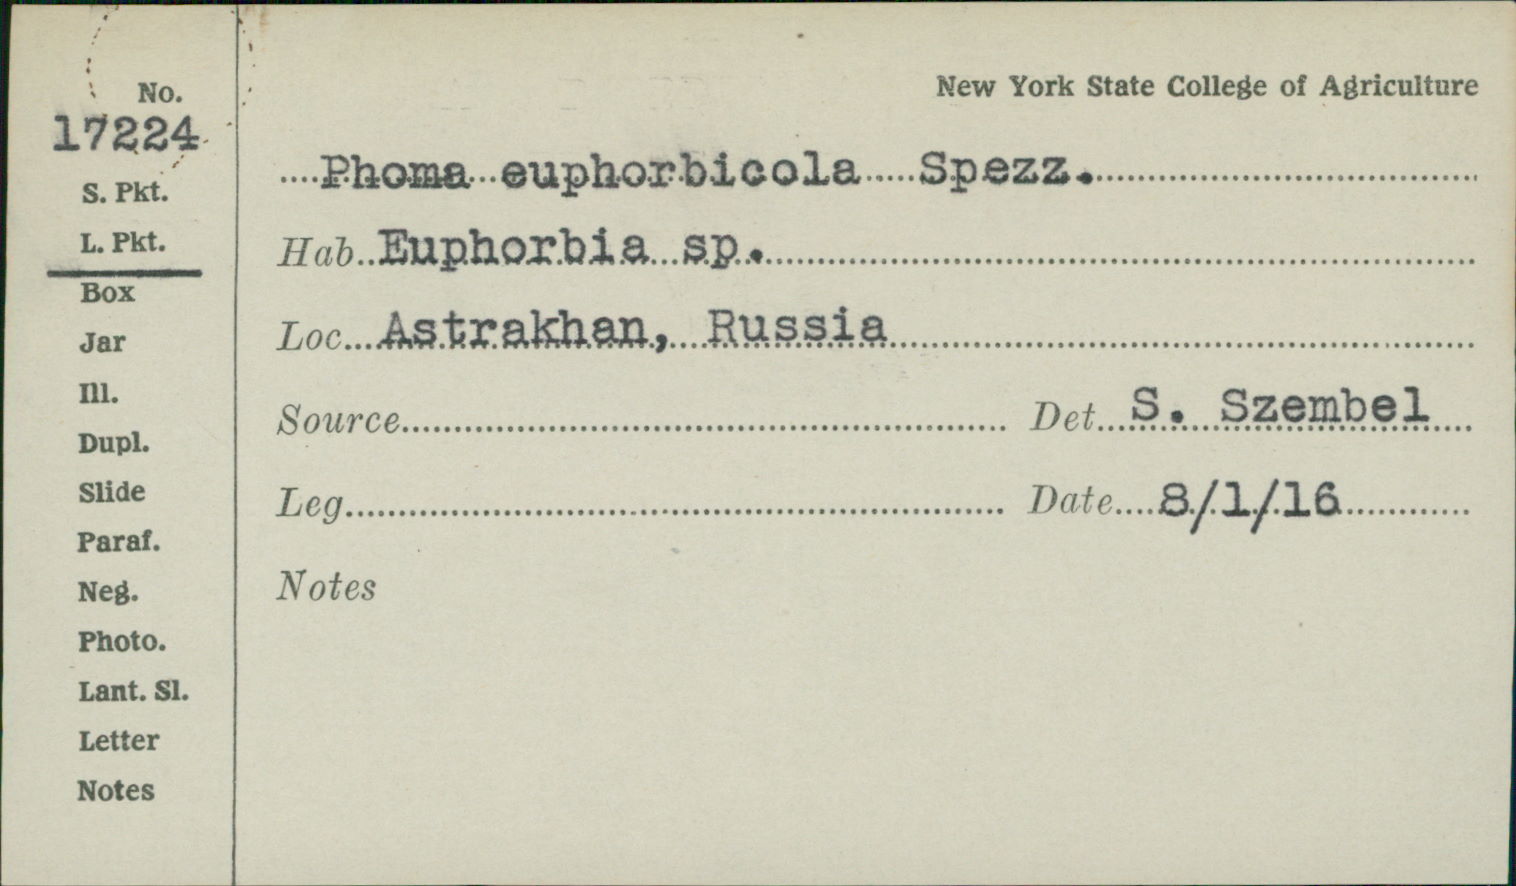 No.
17224
S. Pkt.
L. Pkt.
Box
Jar
Ill.
Dupl.
Slide
Paraf.
Neg.
Photo.
Lant. Sl.
Letter
Notes
New York State College of Agriculture
Phoma euphorbicola Spezz.
Hab. Euphorbia sp.
Loc. Astrakhan, Russia
Source Det. S. Szembel
Leg. Date 8/1/16
Notes